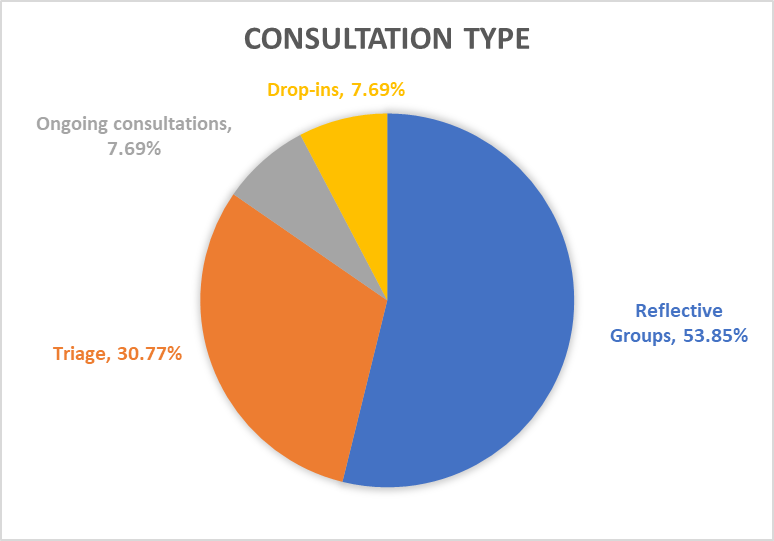 CONSULTATION TYPE
Drop-ins, 7.69%
Ongoing consultations,
7.69%
Reflective
Groups, 53.85%
Triage, 30.77%